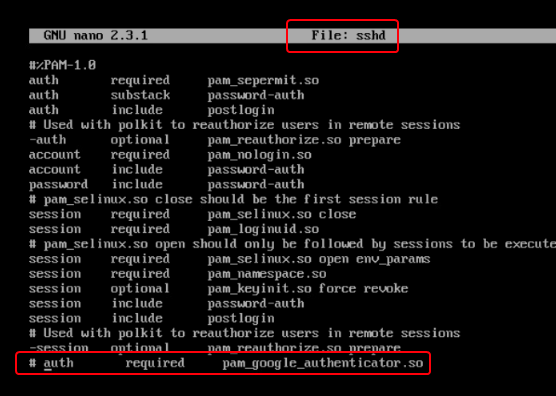 GNU nano 2.3.1 File: sshd
#%PAM-1.0
auth required pam_sepermit.so
auth substack password-auth
auth include postlogin
# Used with polkit to reauthorize users in remote sessions
-auth optional pam_reauthorize.so prepare
account required pam_nologin.so
account include password-auth
password include password-auth
# pam_selinux.so close should be the first session rule
session required pam_selinux.so close
session required pam_loginuid.so
# pam_selinux.so open should only be followed by sessions to be execute
session required pam_selinux.so open env_params
session required pam_namespace.so
session optional pam_keyinit.so force revoke
session include password-auth
session include postlogin
# Used with polkit to reauthorize users in remote sessions
-session optional pam_reauthorize.so prepare
# auth required pam_google_authenticator.so